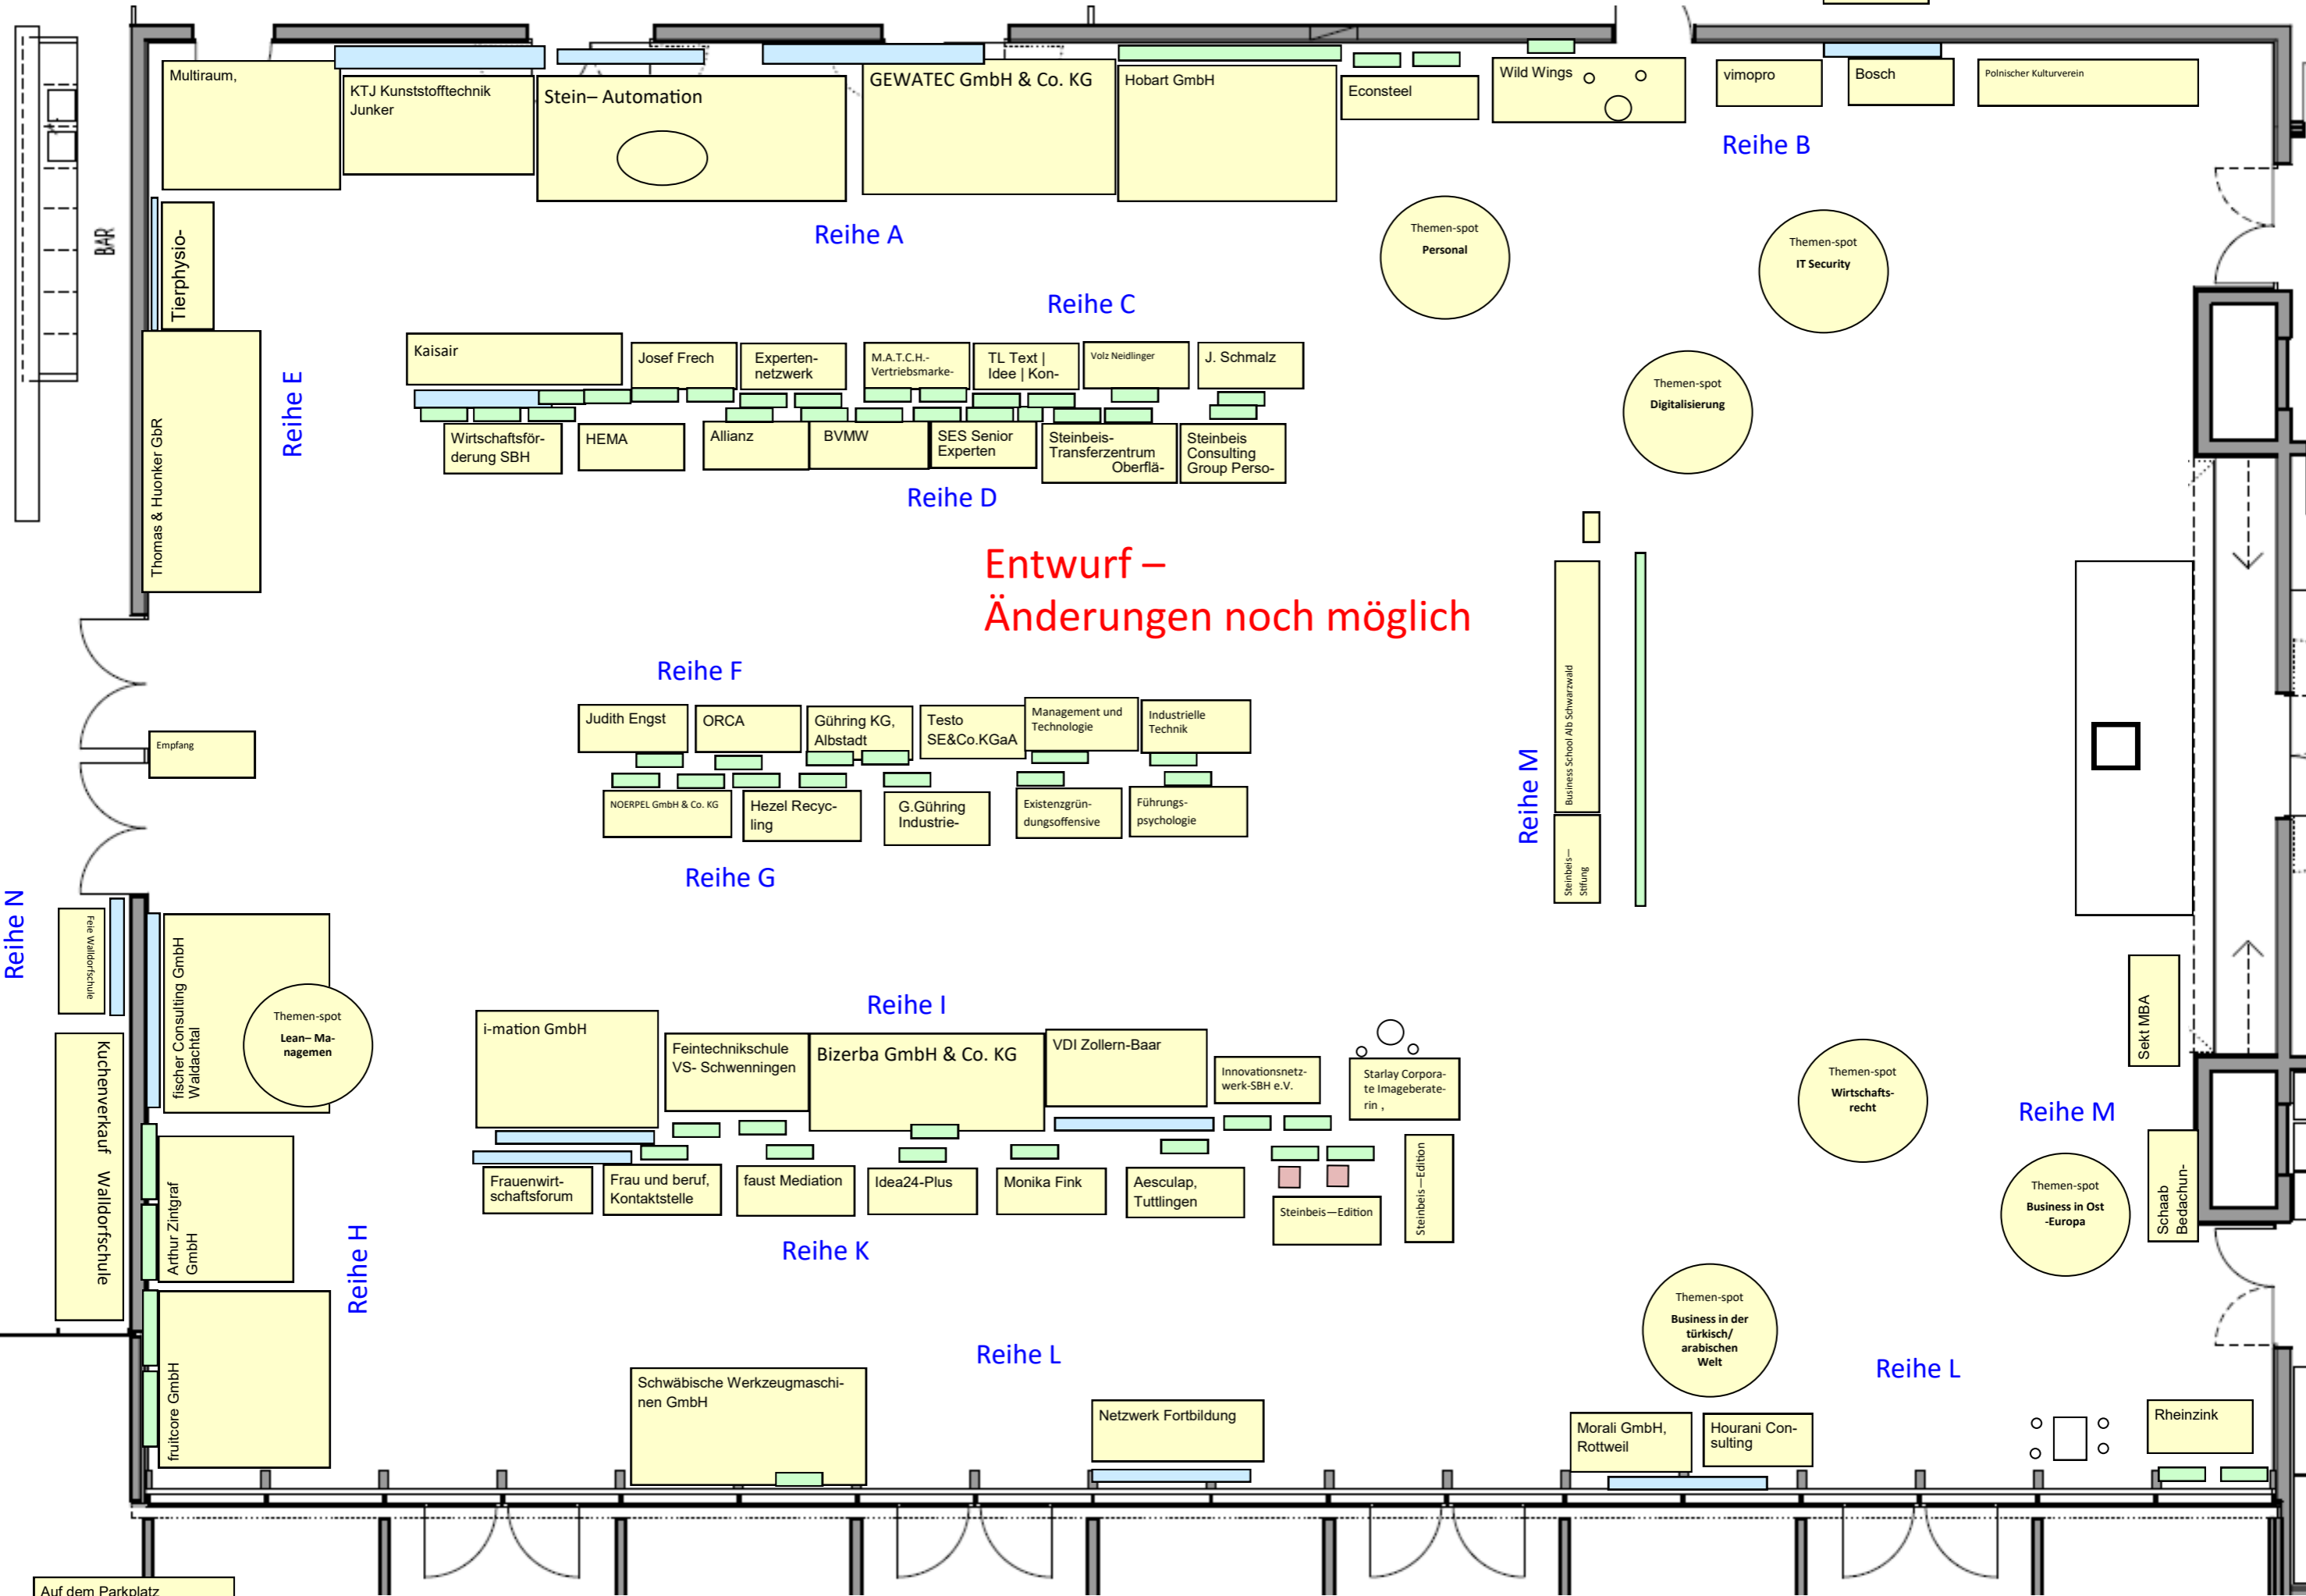 Multiraum,
KTJ Kunststofftechnik
Junker
Stein– Automation
GEWATEC GmbH & Co. KG
Hobart GmbH
Econsteel
Wild Wings
vimopro
Bosch
Polnischer Kulturverein
Reihe B
Reihe A
BAR
Tierphysio-
Themen-spot
Personal
Themen-spot
IT Security
Reihe C
Kaisair
Josef Frech
Experten-
netzwerk
M.A.T.C.H.-
Vertriebsmarke-
TL Text |
Idee | Kon-
Volz Neidlinger
J. Schmalz
Themen-spot
Digitalisierung
Reihe E
Thomas & Huonker GbR
Wirtschaftsför-
derung SBH
HEMA
Allianz
BVMW
SES Senior
Experten
Steinbeis-
Transferzentrum
Oberflä-
Steinbeis
Consulting
Group Perso-
Reihe D
Entwurf –
Änderungen noch möglich
Reihe F
Judith Engst
ORCA
Gühring KG,
Albstadt
Testo
SE&Co.KGaA
Management und
Technologie
Industrielle
Technik
Business School Alb Schwarzwald
Reihe M
Empfang
NOERPEL GmbH & Co. KG
Hezel Recyc-
ling
G.Gühring
Industrie-
Existenzgrün-
dungsoffensive
Führungs-
psychologie
Steinbeis—
Stifung
Reihe G
Reihe N
Feie Walldorfschule
fischer Consulting GmbH
Waldachtal
Themen-spot
Lean– Ma-
nagemen
Reihe I
i-mation GmbH
Feintechnikschule
VS- Schwenningen
Bizerba GmbH & Co. KG
VDI Zollern-Baar
Innovationsnetz-
werk-SBH e.V.
Starlay Corpora-
te Imageberate-
rin ,
Sekt MBA
Themen-spot
Wirtschafts-
recht
Reihe M
Kuchenverkauf Walldorfschule
Arthur Zintgraf
GmbH
Frauenwirt-
schaftsforum
Frau und beruf,
Kontaktstelle
faust Mediation
Idea24-Plus
Monika Fink
Aesculap,
Tuttlingen
Steinbeis—Edition
Steinbeis—Edition
Themen-spot
Business in Ost
-Europa
Schaab
Bedachun-
Reihe H
Reihe K
Themen-spot
Business in der
türkisch/
arabischen
Welt
Reihe L
Reihe L
fruitcore GmbH
Schwäbische Werkzeugmaschi-
nen GmbH
Netzwerk Fortbildung
Morali GmbH,
Rottweil
Hourani Con-
sulting
Rheinzink
Auf dem Parkplatz